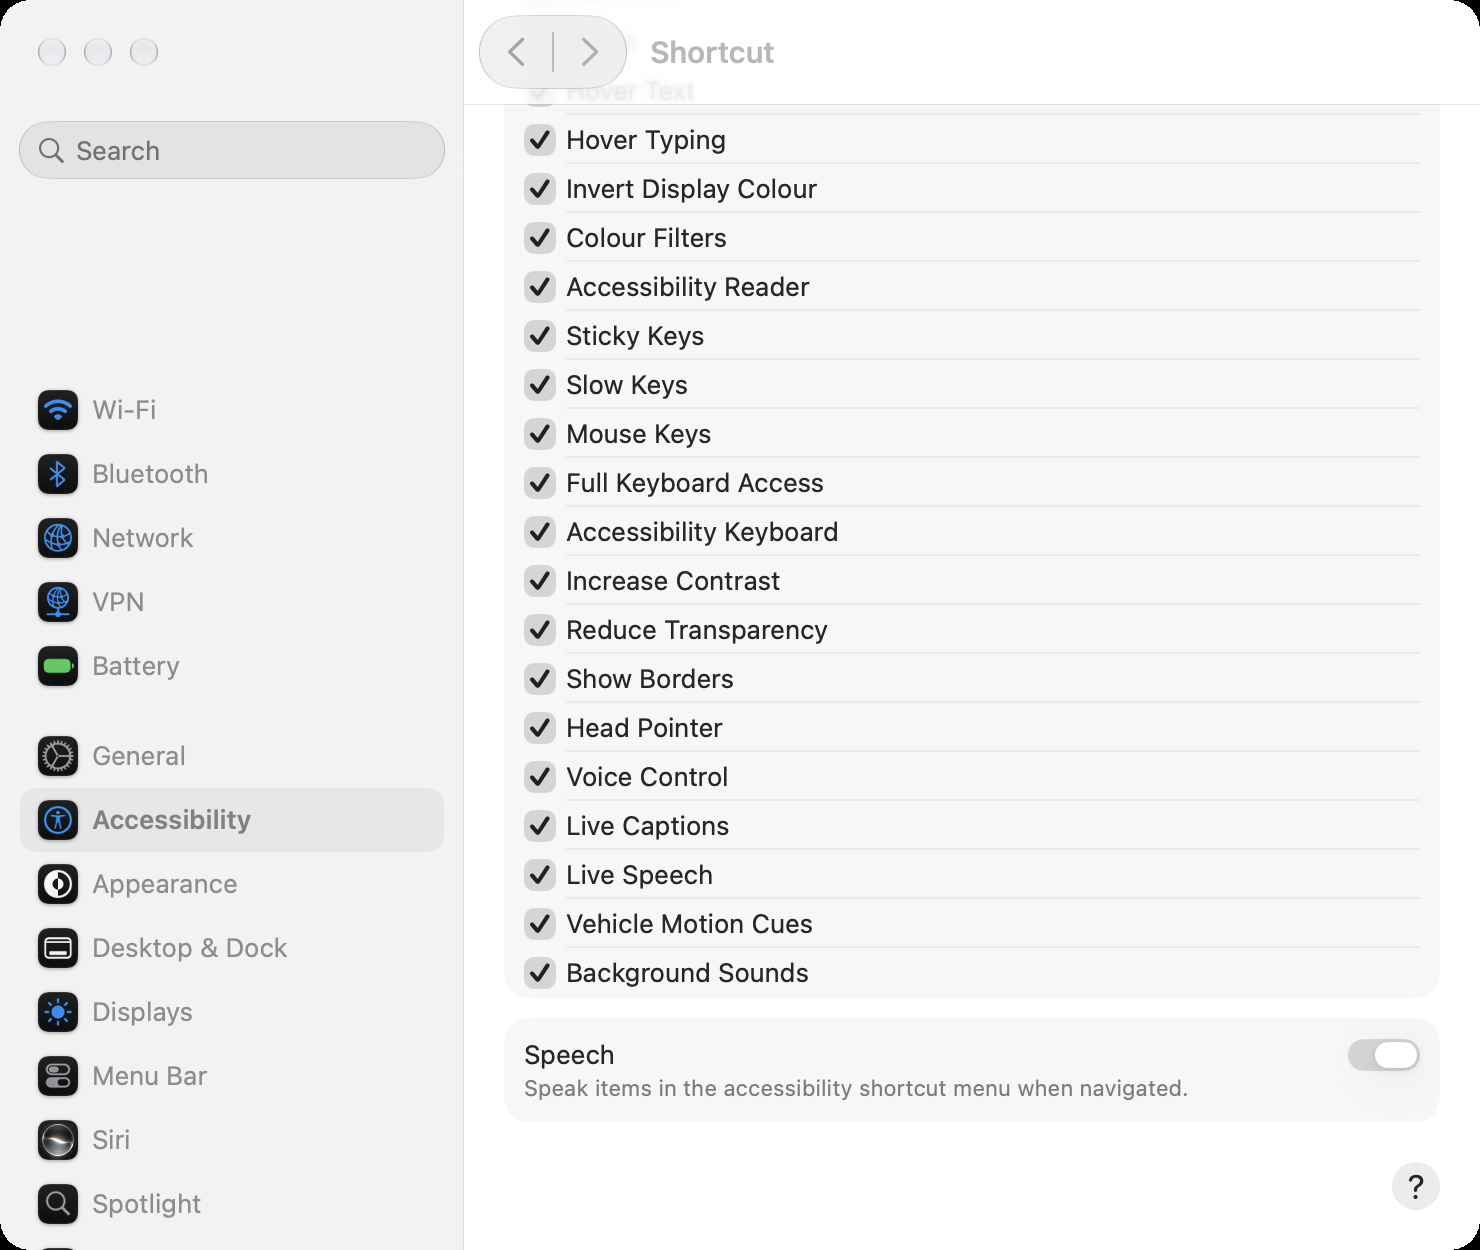 Search
Wi-Fi
Bluetooth
Network
VPN
Battery
General
Accessibility
Appearance
Desktop & Dock
Displays
Menu Bar
Siri
Spotlight
Shortcut
Hover Text
Hover Typing
Invert Display Colour
Colour Filters
Accessibility Reader
Sticky Keys
Slow Keys
Mouse Keys
Full Keyboard Access
Accessibility Keyboard
Increase Contrast
Reduce Transparency
Show Borders
Head Pointer
Voice Control
Live Captions
Live Speech
Vehicle Motion Cues
Background Sounds
Speech
Speak items in the accessibility shortcut menu when navigated.
?